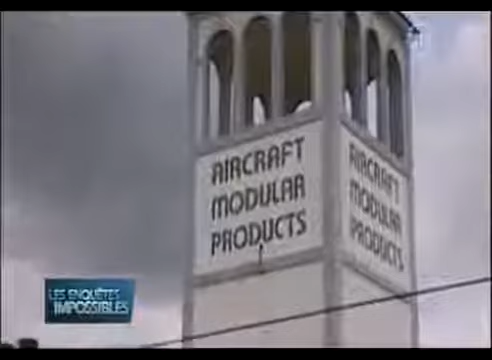 AIRCRAFT
MODULAR
PRODUCTS
AIRCRAFT
MODULAR
PRODUCTS
LES ENQUÊTES
IMPOSSIBLES